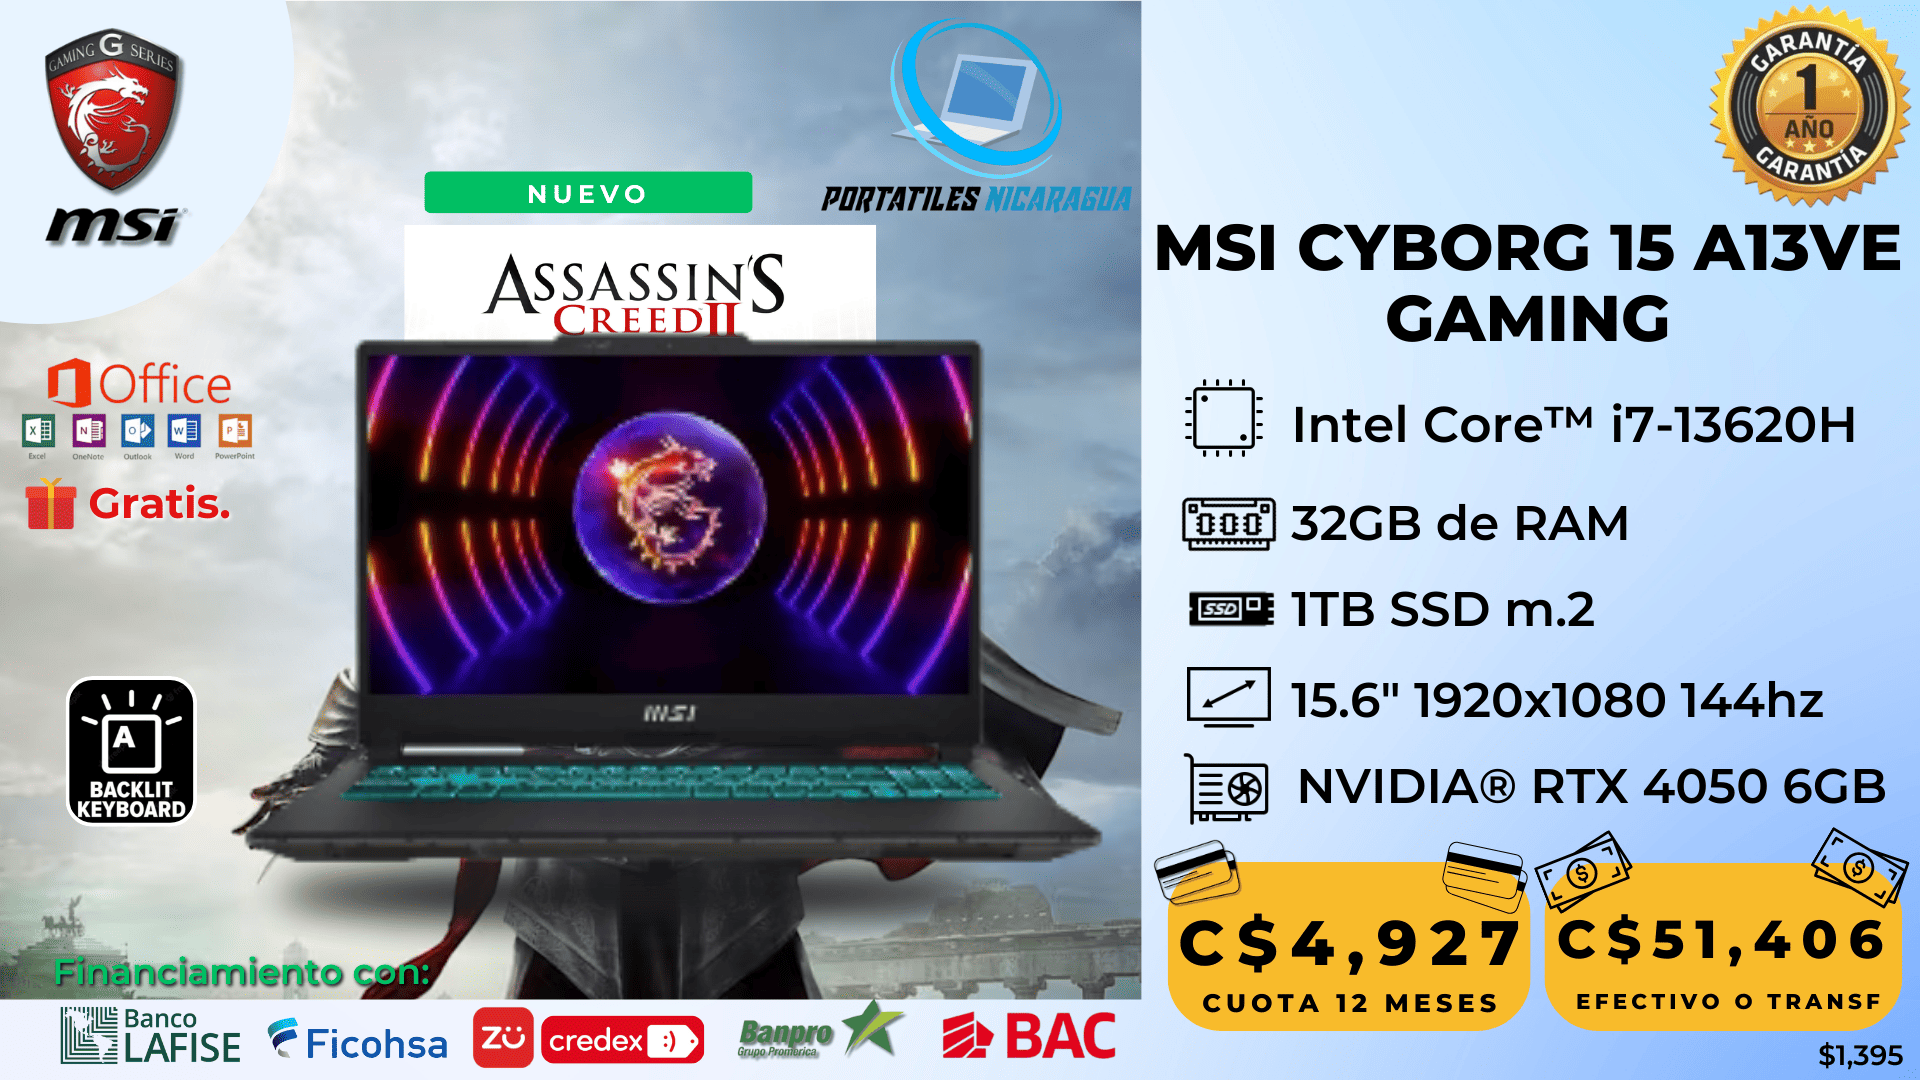 GAMING G SERIES
msi
NUEVO
PORTATILES NICARAGUA
ASSASSIN'S
CREED II
Office
Excel
OneNote
Outlook
Word
PowerPoint
Gratis.
A
BACKLIT
KEYBOARD
msi
Financiamiento con:
Banco
LAFISE
Ficohsa
zü
credex
Banpro
Grupo Promerica
BAC
GARANTÍA
1
AÑO
GARANTÍA
MSI CYBORG 15 A13VE
GAMING
Intel Core™ i7-13620H
32GB de RAM
SSD
1TB SSD m.2
15.6" 1920x1080 144hz
NVIDIA® RTX 4050 6GB
C$4,927
CUOTA 12 MESES
C$51,406
EFECTIVO O TRANSF
$1,395